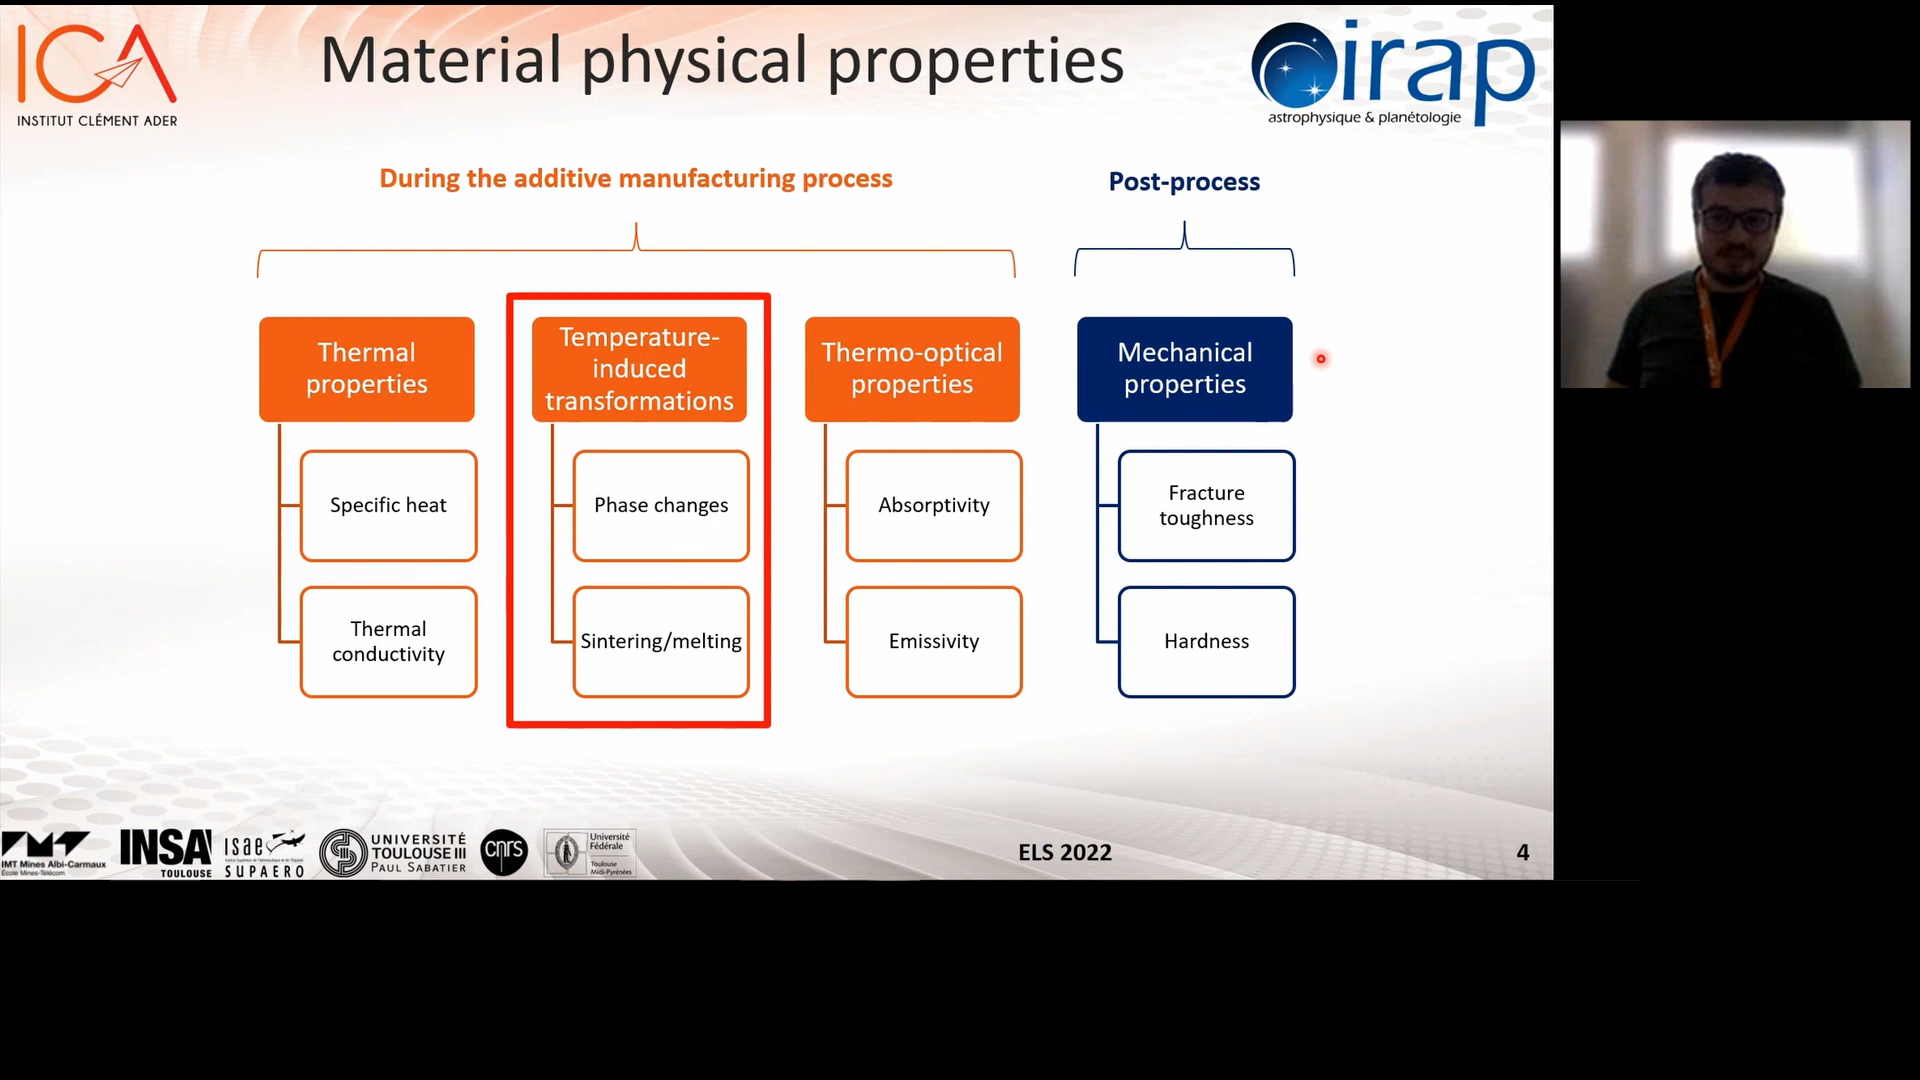 ICA
INSTITUT CLÉMENT ADER
Material physical properties
irap
astrophysique & planétologie
During the additive manufacturing process
Post-process
Thermal
properties
Temperature-
induced
transformations
Thermo-optical
properties
Mechanical
properties
Specific heat
Phase changes
Absorptivity
Fracture
toughness
Thermal
conductivity
Sintering/melting
Emissivity
Hardness
IMT Mines Albi-Carmaux
École Mines-Télécom
INSA
TOULOUSE
isae
SUPAERO
UNIVERSITÉ
TOULOUSE III
PAUL SABATIER
cnrs
Université
Fédérale
Toulouse
Midi-Pyrénées
ELS 2022
4